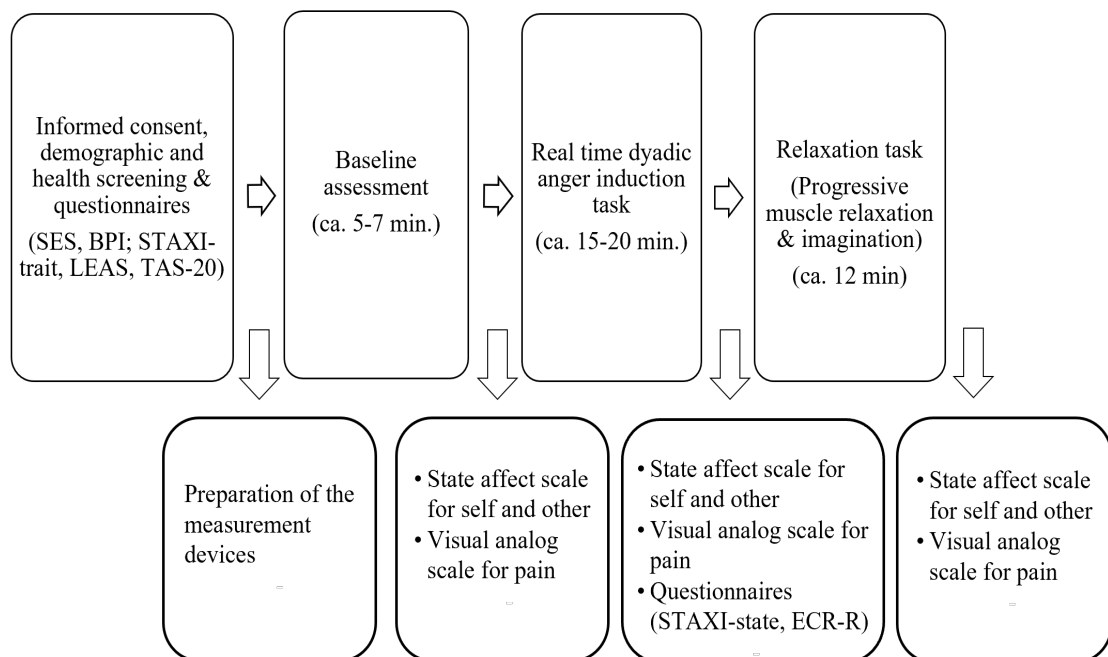 Informed consent,
demographic and
health screening &
questionnaires
(SES, BPI; STAXI-
trait, LEAS, TAS-20)
Baseline
assessment
(ca. 5-7 min.)
Real time dyadic
anger induction
task
(ca. 15-20 min.)
Relaxation task
(Progressive
muscle relaxation
& imagination)
(ca. 12 min)
Preparation of the
measurement
devices
• State affect scale
for self and other
• Visual analog
scale for pain
• State affect scale for
self and other
• Visual analog scale for
pain
• Questionnaires
(STAXI-state, ECR-R)
• State affect scale
for self and other
• Visual analog
scale for pain